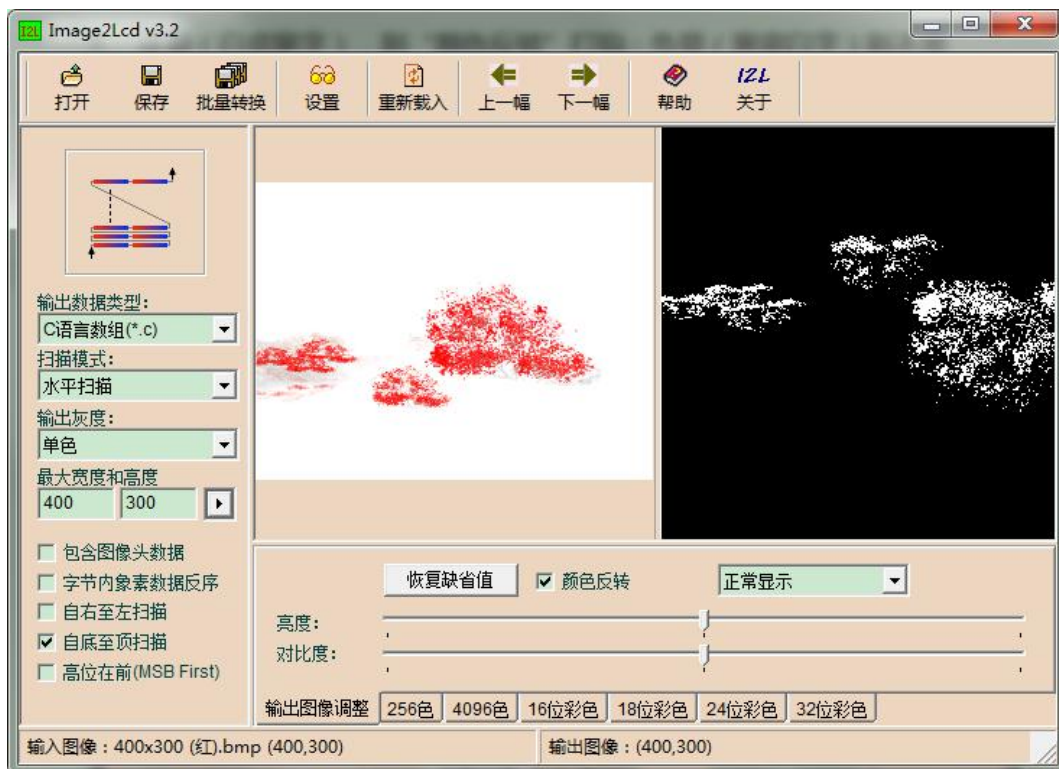 I2L Image2Lcd v3.2
打开 保存 批量转换 设置 重新载入 上一幅 下一幅 帮助 I2L 关于
输出数据类型:
C语言数组(*.c)
扫描模式:
水平扫描
输出灰度:
单色
最大宽度和高度
400 300
包含图像头数据
字节内象素数据反序
自右至左扫描
自底至顶扫描
高位在前(MSB First)
恢复缺省值 颜色反转 正常显示
亮度:
对比度:
输出图像调整 256色 4096色 16位彩色 18位彩色 24位彩色 32位彩色
输入图像:400x300 (红).bmp (400,300) 输出图像:(400,300)